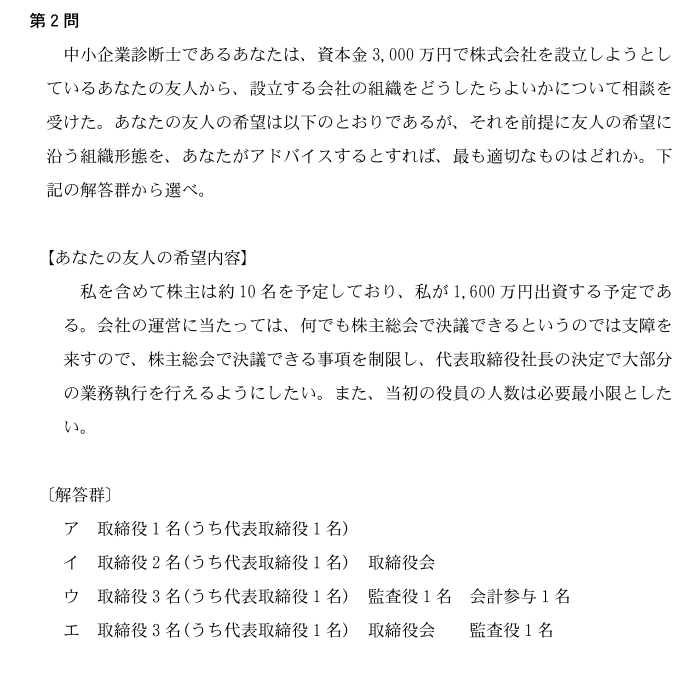 第2問
中小企業診断士であるあなたは、資本金 3,000 万円で株式会社を設立しようとし
ているあなたの友人から、設立する会社の組織をどうしたらよいかについて相談を
受けた。あなたの友人の希望は以下のとおりであるが、それを前提に友人の希望に
沿う組織形態を、あなたがアドバイスするとすれば、最も適切なものはどれか。下
記の解答群から選べ。
【あなたの友人の希望内容】
私を含めて株主は約 10 名を予定しており、私が 1,600 万円出資する予定であ
る。会社の運営に当たっては、何でも株主総会で決議できるというのでは支障を
来すので、株主総会で決議できる事項を制限し、代表取締役社長の決定で大部分
の業務執行を行えるようにしたい。また、当初の役員の人数は必要最小限とした
い。
〔解答群〕
ア 取締役 1 名(うち代表取締役 1 名)
イ 取締役 2 名(うち代表取締役 1 名) 取締役会
ウ 取締役 3 名(うち代表取締役 1 名) 監査役 1 名 会計参与 1 名
エ 取締役 3 名(うち代表取締役 1 名) 取締役会 監査役 1 名